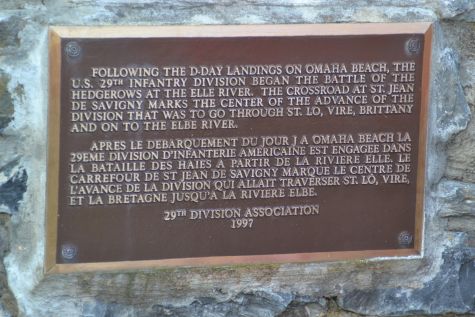 FOLLOWING THE D-DAY LANDINGS ON OMAHA BEACH, THE
U.S. 29TH INFANTRY DIVISION BEGAN THE BATTLE OF THE
HEDGEROWS AT THE ELLE RIVER. THE CROSSROAD AT ST. JEAN
DE SAVIGNY MARKS THE CENTER OF THE ADVANCE OF THE
DIVISION THAT WAS TO GO THROUGH ST. LO, VIRE, BRITTANY
AND ON TO THE ELBE RIVER.
APRES LE DEBARQUEMENT DU JOUR J A OMAHA BEACH LA
29EME DIVISION D'INFANTERIE AMERICAINE EST ENGAGEE DANS
LA BATAILLE DES HAIES A PARTIR DE LA RIVIERE ELLE. LE
CARREFOUR DE ST JEAN DE SAVIGNY MARQUE LE CENTRE DE
L'AVANCE DE LA DIVISION QUI ALLAIT TRAVERSER ST. LÔ, VIRE,
ET LA BRETAGNE JUSQU'A LA RIVIERE ELBE.
29TH DIVISION ASSOCIATION
1997